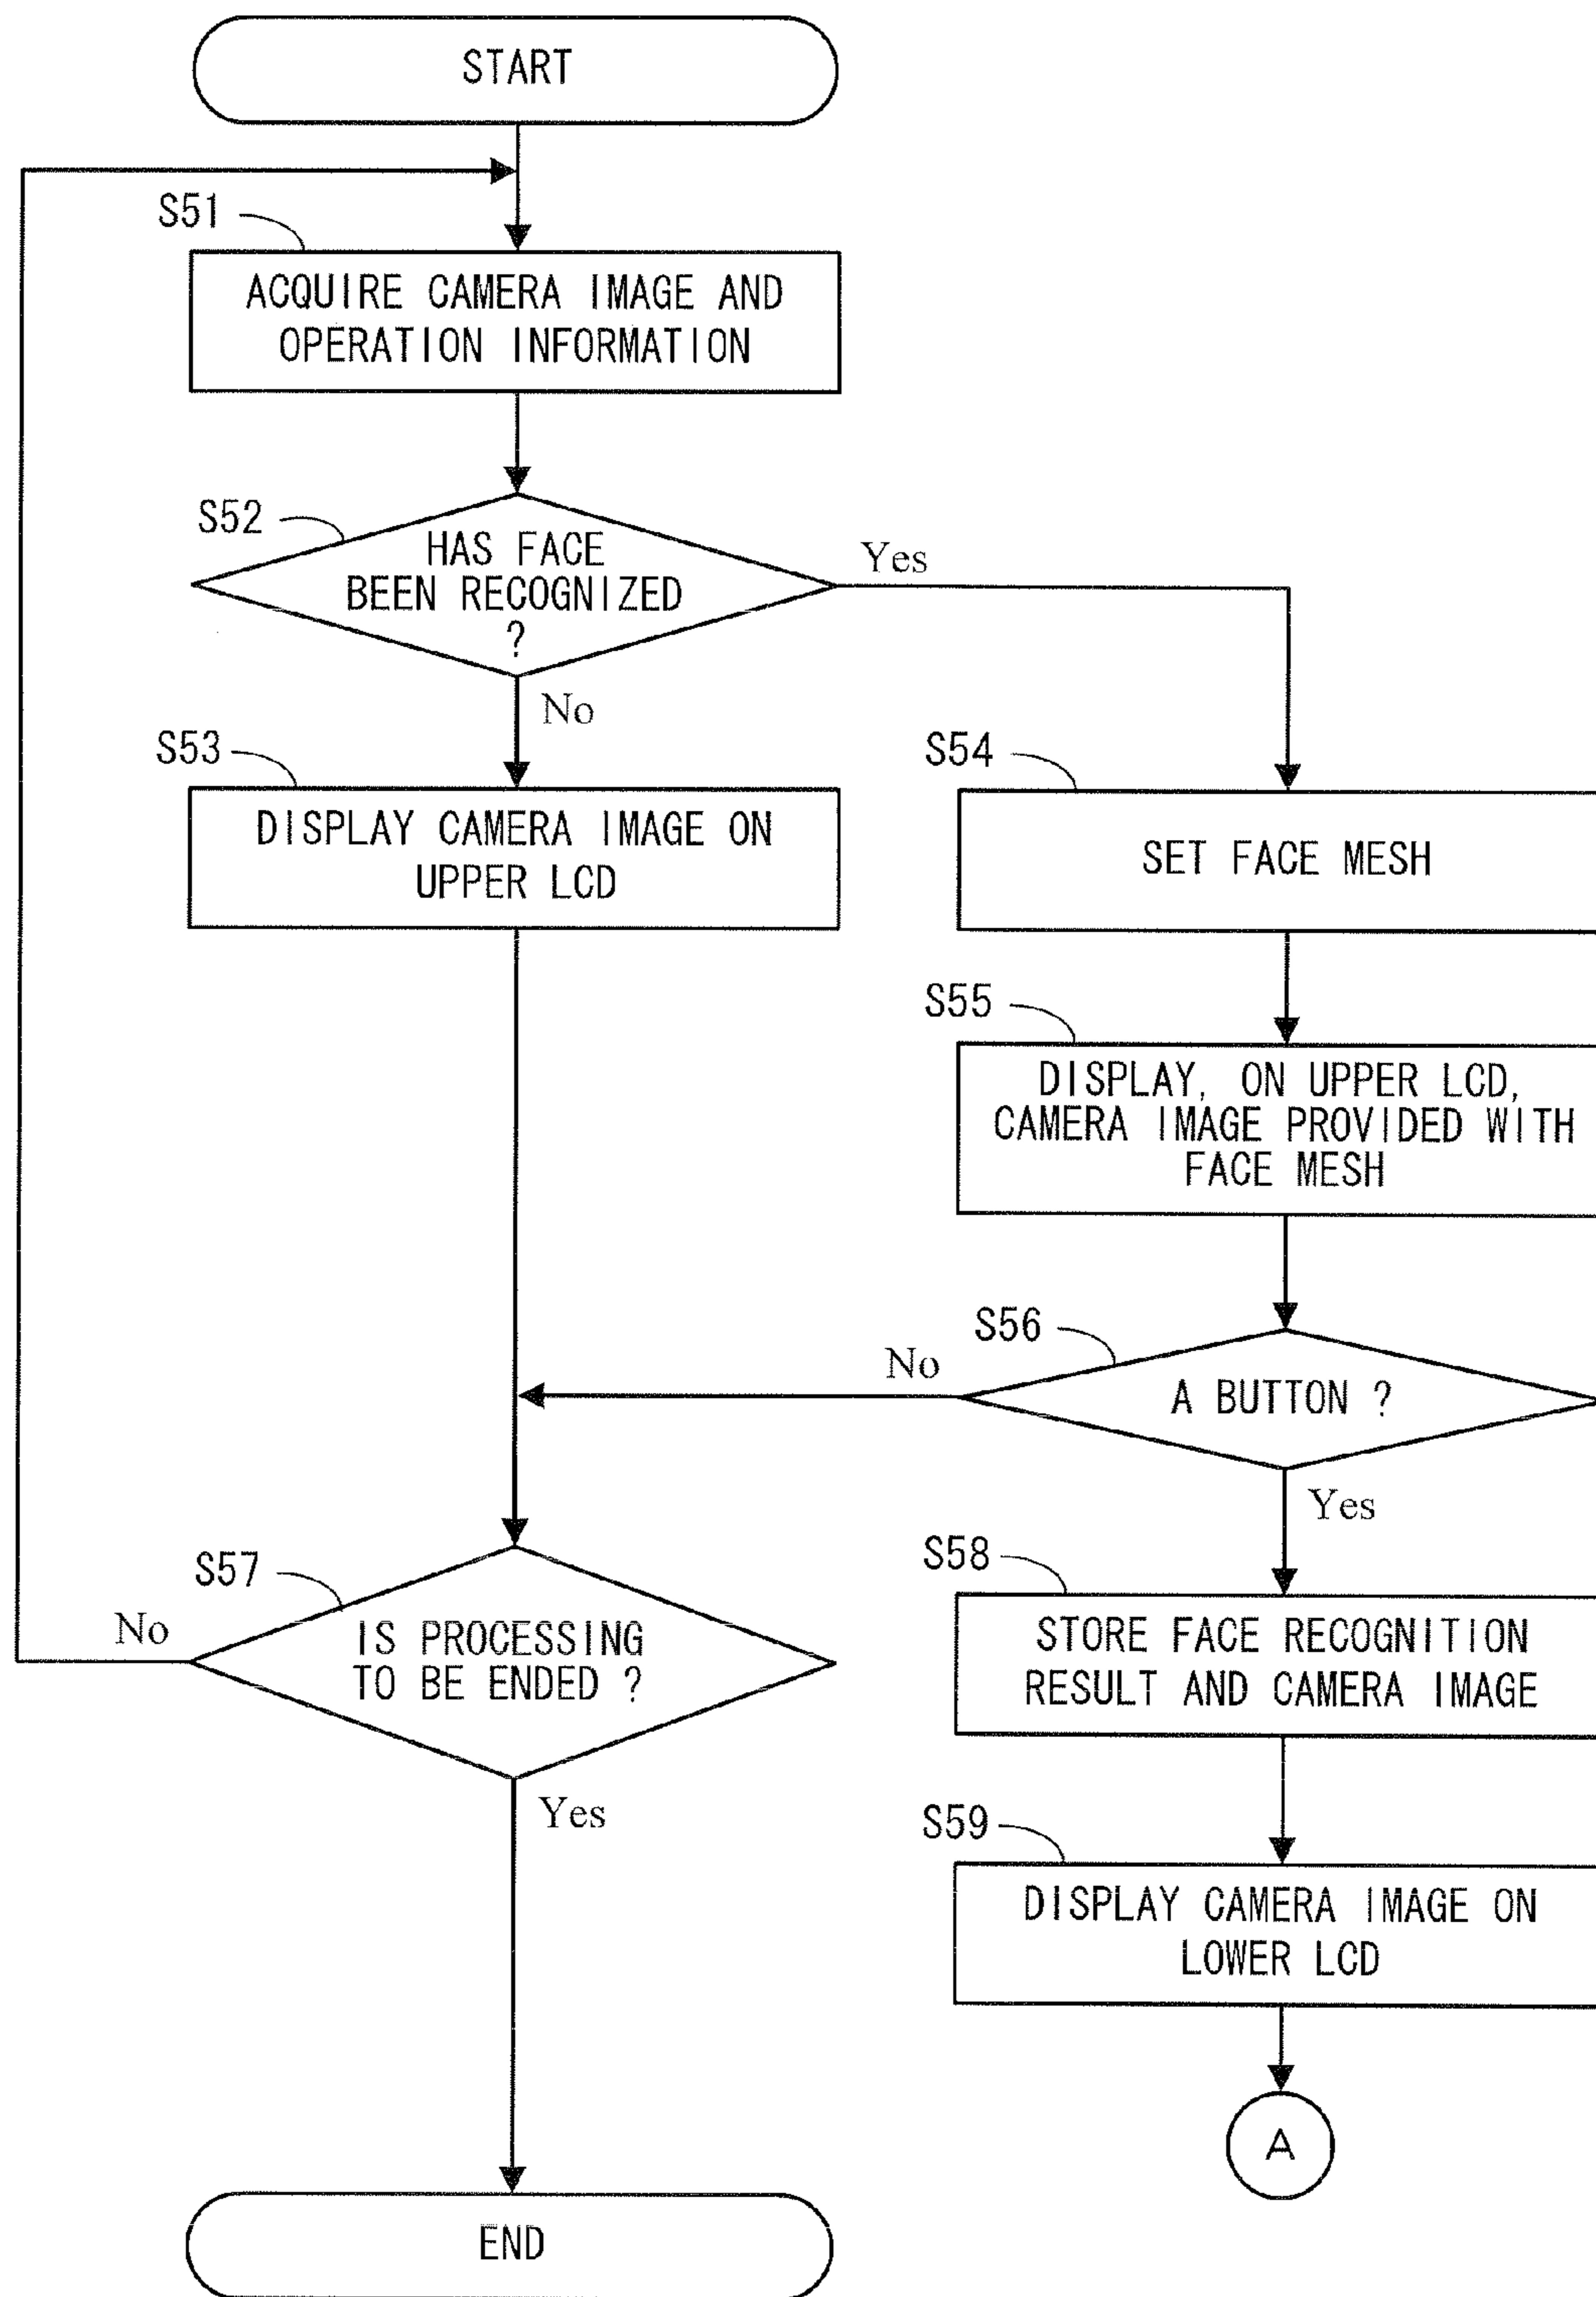 START
S51
ACQUIRE CAMERA IMAGE AND
OPERATION INFORMATION
S52
HAS FACE
BEEN RECOGNIZED
?
Yes
No
S53
DISPLAY CAMERA IMAGE ON
UPPER LCD
S54
SET FACE MESH
S55
DISPLAY, ON UPPER LCD,
CAMERA IMAGE PROVIDED WITH
FACE MESH
S56
A BUTTON ?
No
Yes
S57
IS PROCESSING
TO BE ENDED ?
No
Yes
S58
STORE FACE RECOGNITION
RESULT AND CAMERA IMAGE
S59
DISPLAY CAMERA IMAGE ON
LOWER LCD
A
END